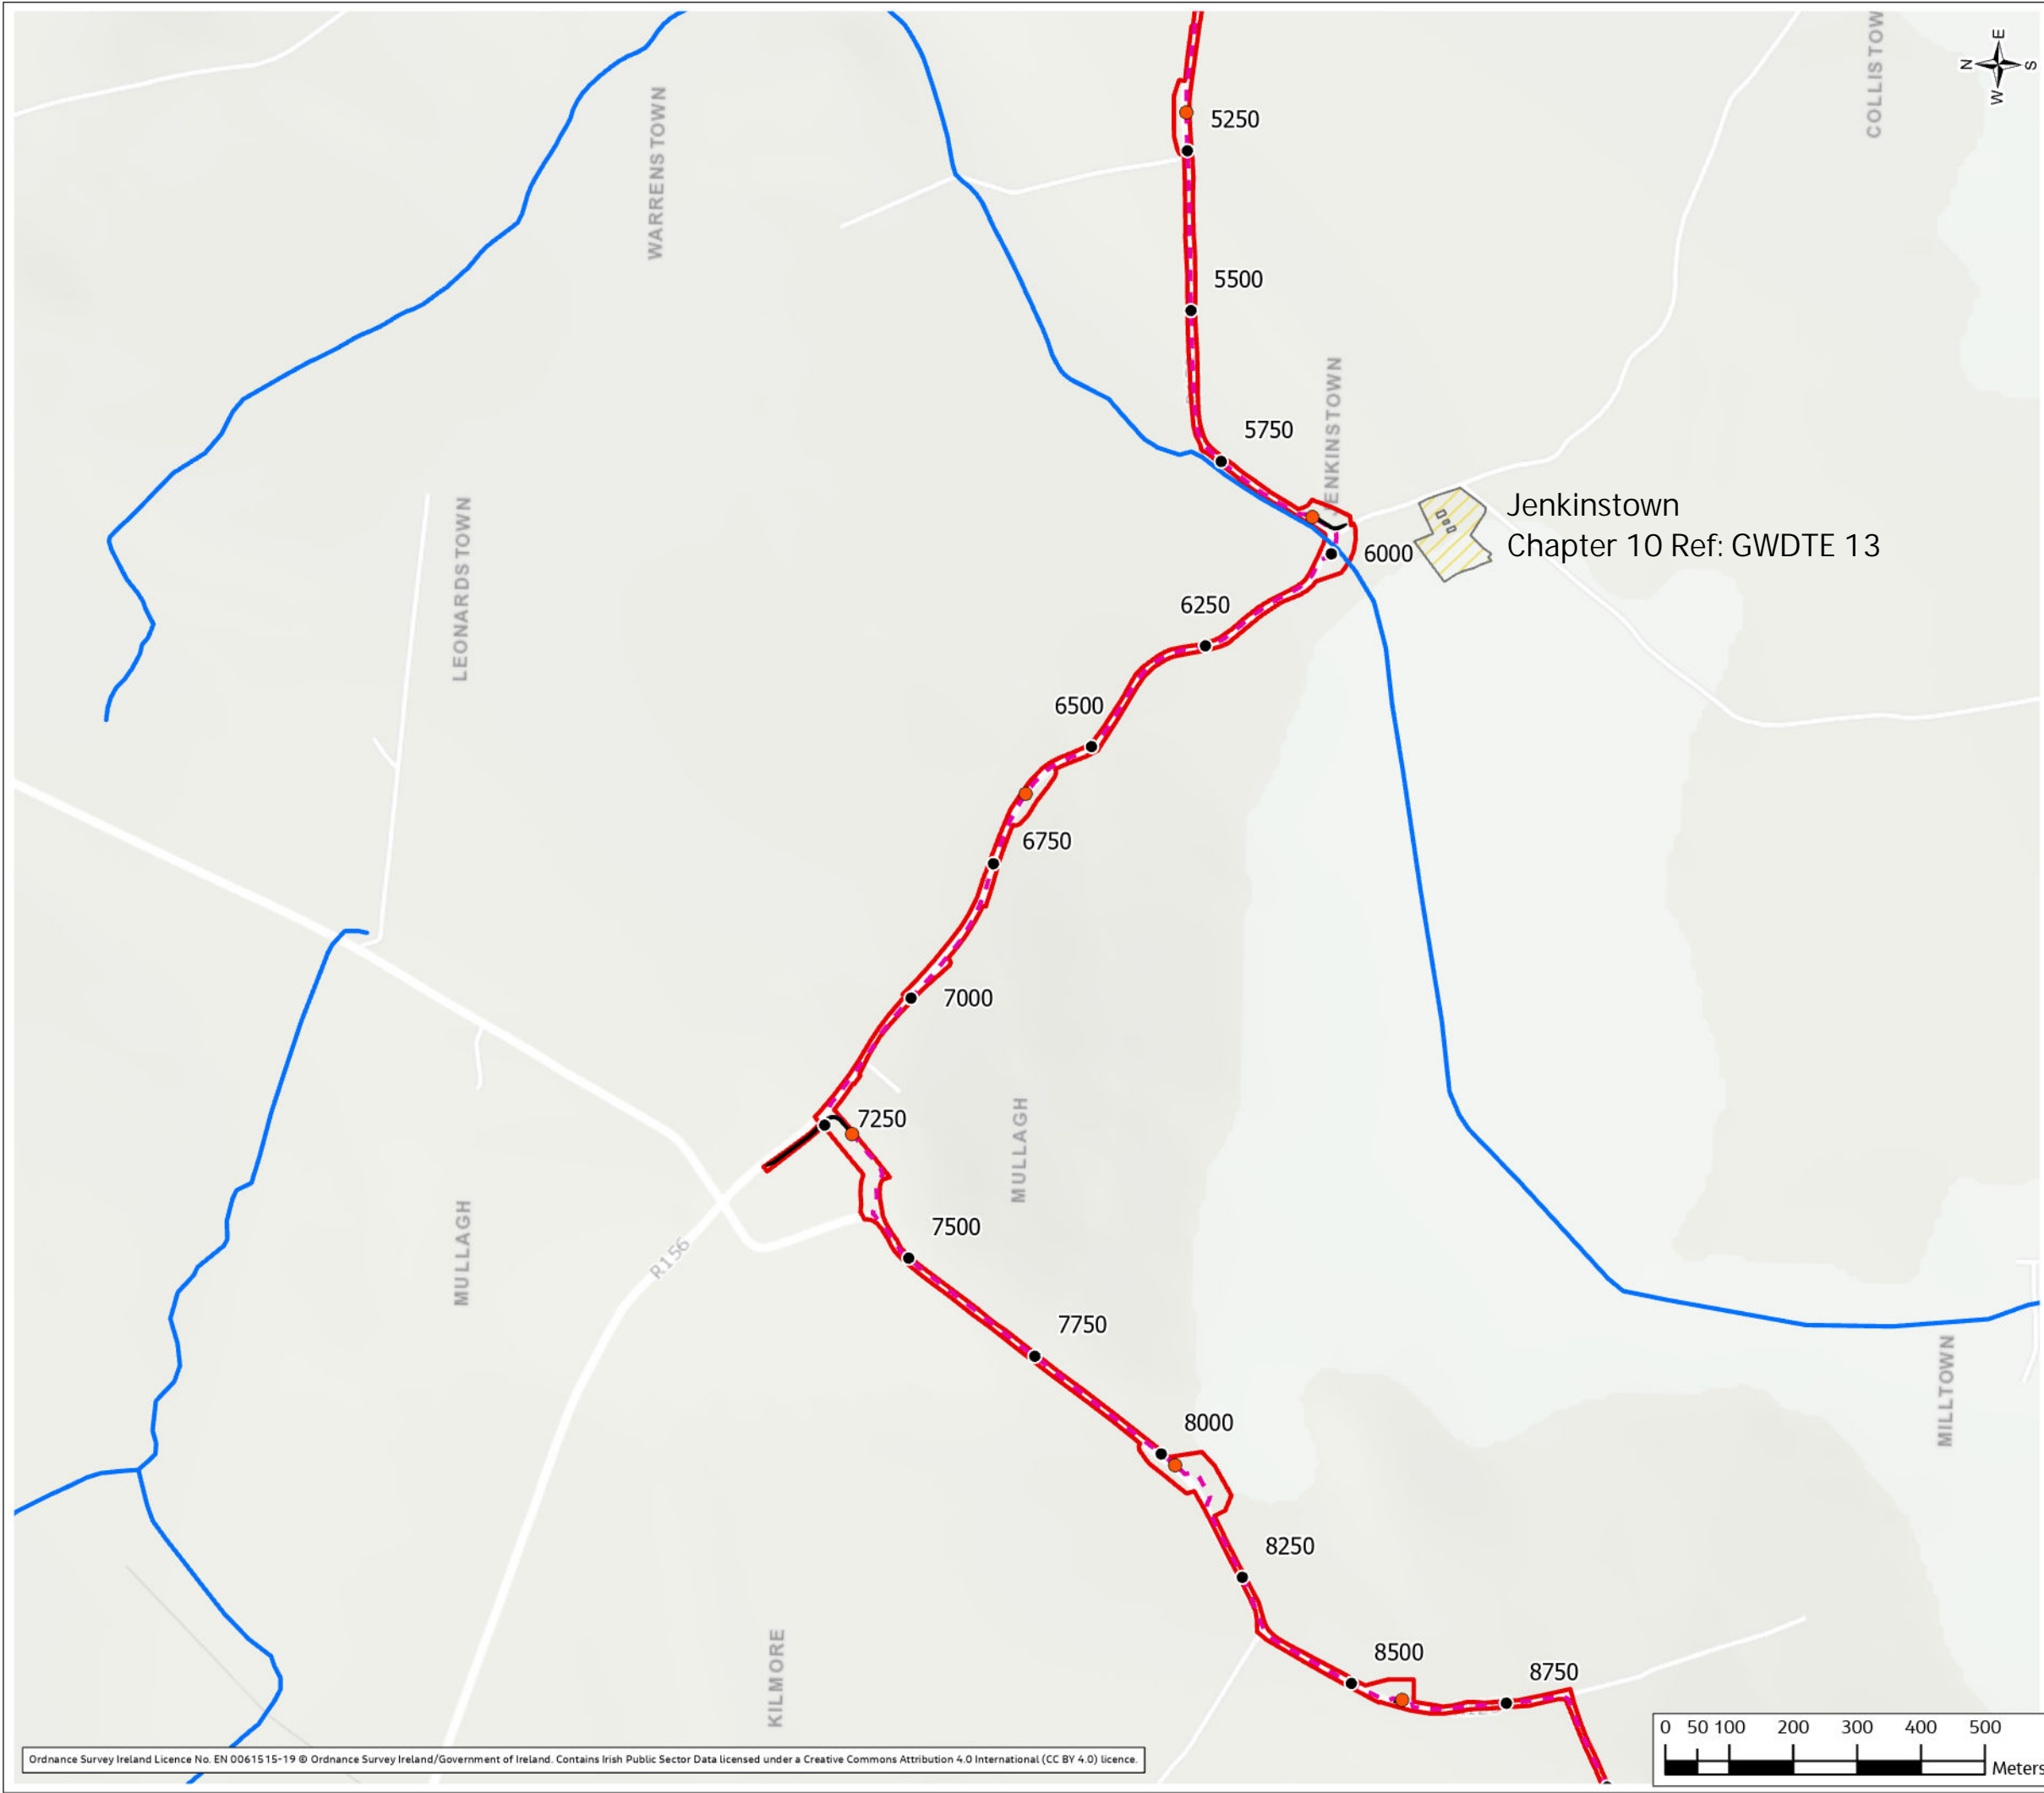 E
N
S
W
COLLISTOW
WARRENSTOWN
5250
5500
JENKINSTOWN
5750
Jenkinstown
Chapter 10 Ref: GWDTE 13
6000
LEONARDSTOWN
6250
6500
6750
7000
7250
MULLAGH
MULLAGH
7500
R156
7750
MILLTOWN
8000
8250
KILMORE
8500
8750
0 50 100 200 300 400 500
Meters
Ordnance Survey Ireland Licence No. EN 0061515-19 © Ordnance Survey Ireland/Government of Ireland. Contains Irish Public Sector Data licensed under a Creative Commons Attribution 4.0 International (CC BY 4.0) licence.